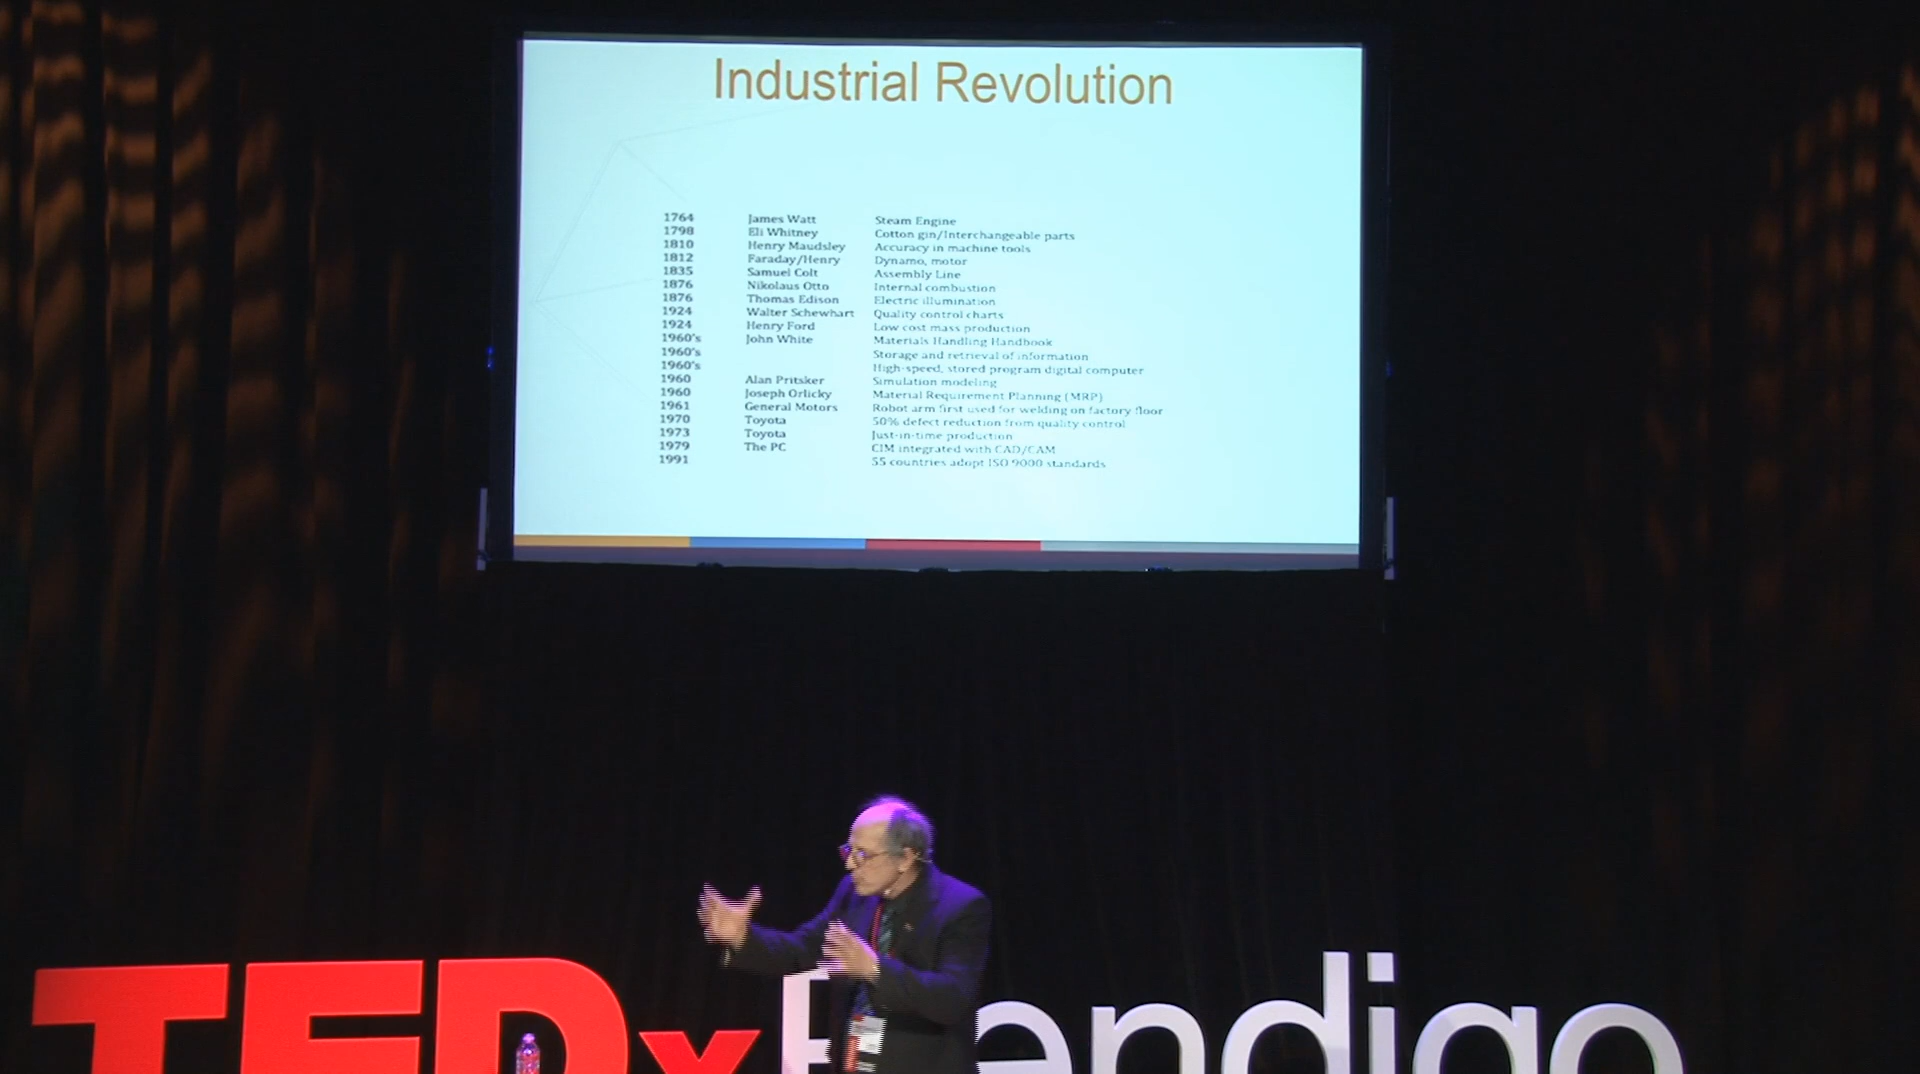 Industrial Revolution
1764 James Watt Steam Engine
1798 Eli Whitney Cotton gin/Interchangeable parts
1810 Henry Maudsley Accuracy in machine tools
1812 Faraday/Henry Dynamo, motor
1835 Samuel Colt Assembly Line
1876 Nikolaus Otto Internal combustion
1876 Thomas Edison Electric illumination
1924 Walter Schewhart Quality control charts
1924 Henry Ford Low cost mass production
1960's John White Materials Handling Handbook
1960's Storage and retrieval of information
1960's High-speed, stored program digital computer
1960 Alan Pritsker Simulation modeling
1960 Joseph Orlicky Material Requirement Planning (MRP)
1961 General Motors Robot arm first used for welding on factory floor
1970 Toyota 50% defect reduction from quality control
1973 Toyota Just-in-time production
1979 The PC CIM integrated with CAD/CAM
1991 55 countries adopt ISO 9000 standards
TEDxBendigo